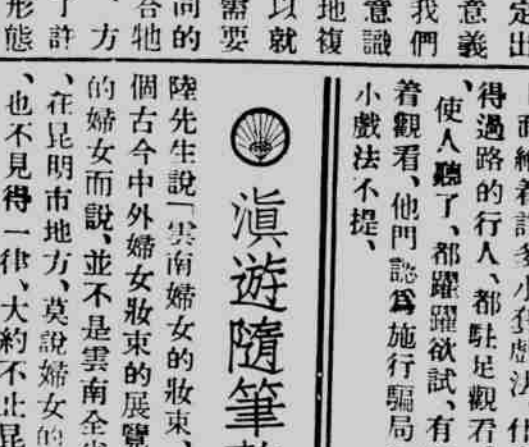 定出
意義
我們
意識
地複
以就
需要
同的
合牠
、方
了許
形態
得過路的行人、都駐足觀看
、使人聽了、都躍躍欲試、有
着觀看、他門認爲施行騙局
小戲法不提、
滇遊隨筆
陸先生說「雲南婦女的妝束、
個古今中外婦女妝束的展覽
的婦女而說、並不是雲南全省
、在昆明市地方、莫說婦女的
、也不見得一律、大約不止昆